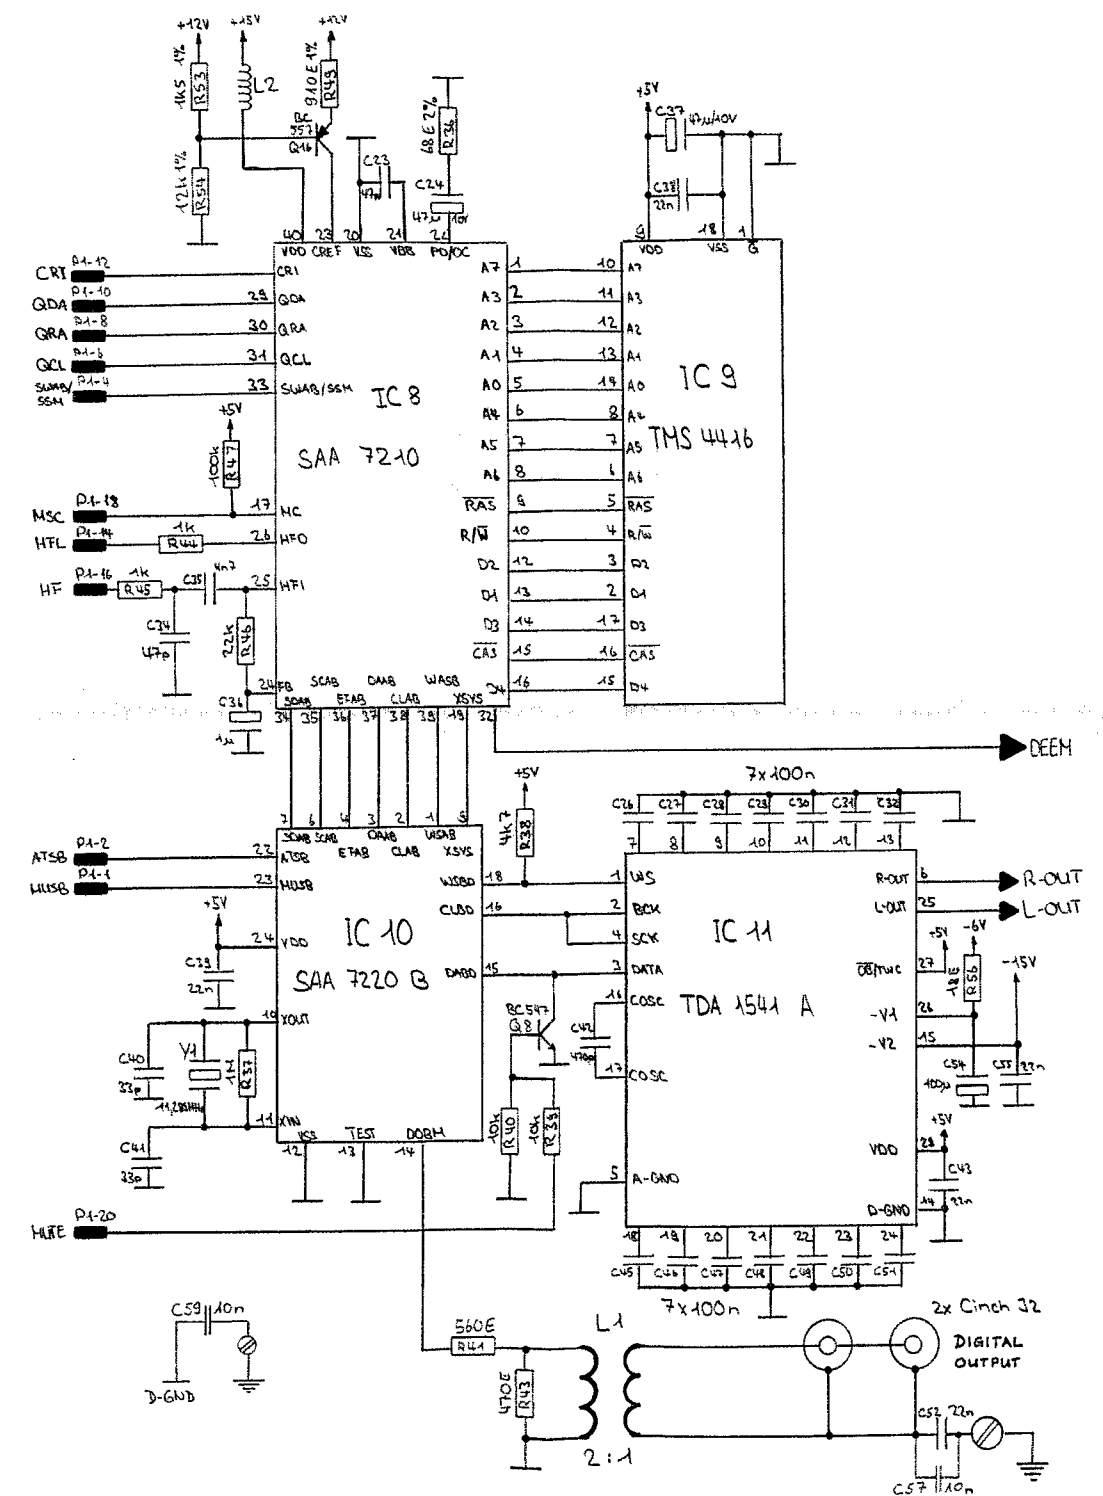 +12V +15V +12V
1k5 1% R53
L2
910E 1% R49
BC 557 Q16
12k 1% R54
C23 47n
68E 2% R36
C24 47µ 10V
+5V
C37 47µ/10V
C38 22n
40 23 20 21 22
VDD CREF VSS VBB PD/OC
9 18 1
VDD VSS G
CRI P1-12 CRI
QDA P1-10 29 QDA
QRA P1-8 30 QRA
QCL P1-6 31 QCL
SWAB/SSM P1-4 33 SWAB/SSM
IC 8
SAA 7210
IC 9
TMS 4416
A7 1 10 A7
A3 2 11 A3
A2 3 12 A2
A1 4 13 A1
A0 5 14 A0
A4 6 8 A4
A5 7 7 A5
A6 8 6 A6
RAS 9 5 RAS
R/W 10 4 R/W
D2 12 3 D2
D1 13 2 D1
D3 14 17 D3
CAS 15 16 CAS
D4 16 15 D4
+5V
100k R47
MSC P1-18 17 MC
HFL P1-14 1k R44 26 HFO
HF P1-16 1k R45 C35 4n7 25 HFI
C34 47p
22k R46
24 FB
C36 1µ
SCAB DAAB WASB
SDAB EFAB CLAB XSYS
34 35 36 37 38 39 19 32
DEEM
7 6 4 3 2 1 9
SDAB SCAB DAAB WSAB
EFAB CLAB XSYS
ATSB P1-2 22 ATSB
MUSB P1-1 23 MUSB
+5V
24 VDD
C39 22n
IC 10
SAA 7220 B
WSBD 18
CLBD 16
DABD 15
10 XOUT
C40 33p
Y1
11,289MHz
1M R37
11 XIN
C41 33p
VSS TEST DOBM
12 13 14
+5V
4k7 R38
BC547 Q8
10k R40
10k R39
C42 470p
MUTE P1-20
7x100n
C26 C27 C28 C29 C30 C31 C32
7 8 9 10 11 12 13
1 WS
2 BCK
4 SCK
3 DATA
16 COSC
17 COSC
5 A-GND
IC 11
TDA 1541 A
R-OUT 6 R-OUT
L-OUT 25 L-OUT
+5V -6V
OB/TWC 27
18E R56
-15V
-V1 26
-V2 15
C54 100µ
C55 22n
+5V
VDD 28
C43 22n
D-GND 14
18 19 20 21 22 23 24
C45 C46 C47 C48 C49 C50 C51
7x100n
C59 10n
D-GND
560E R41
470E R43
L1
2:1
2x Cinch 32
DIGITAL
OUTPUT
C52 22n
C57 10n